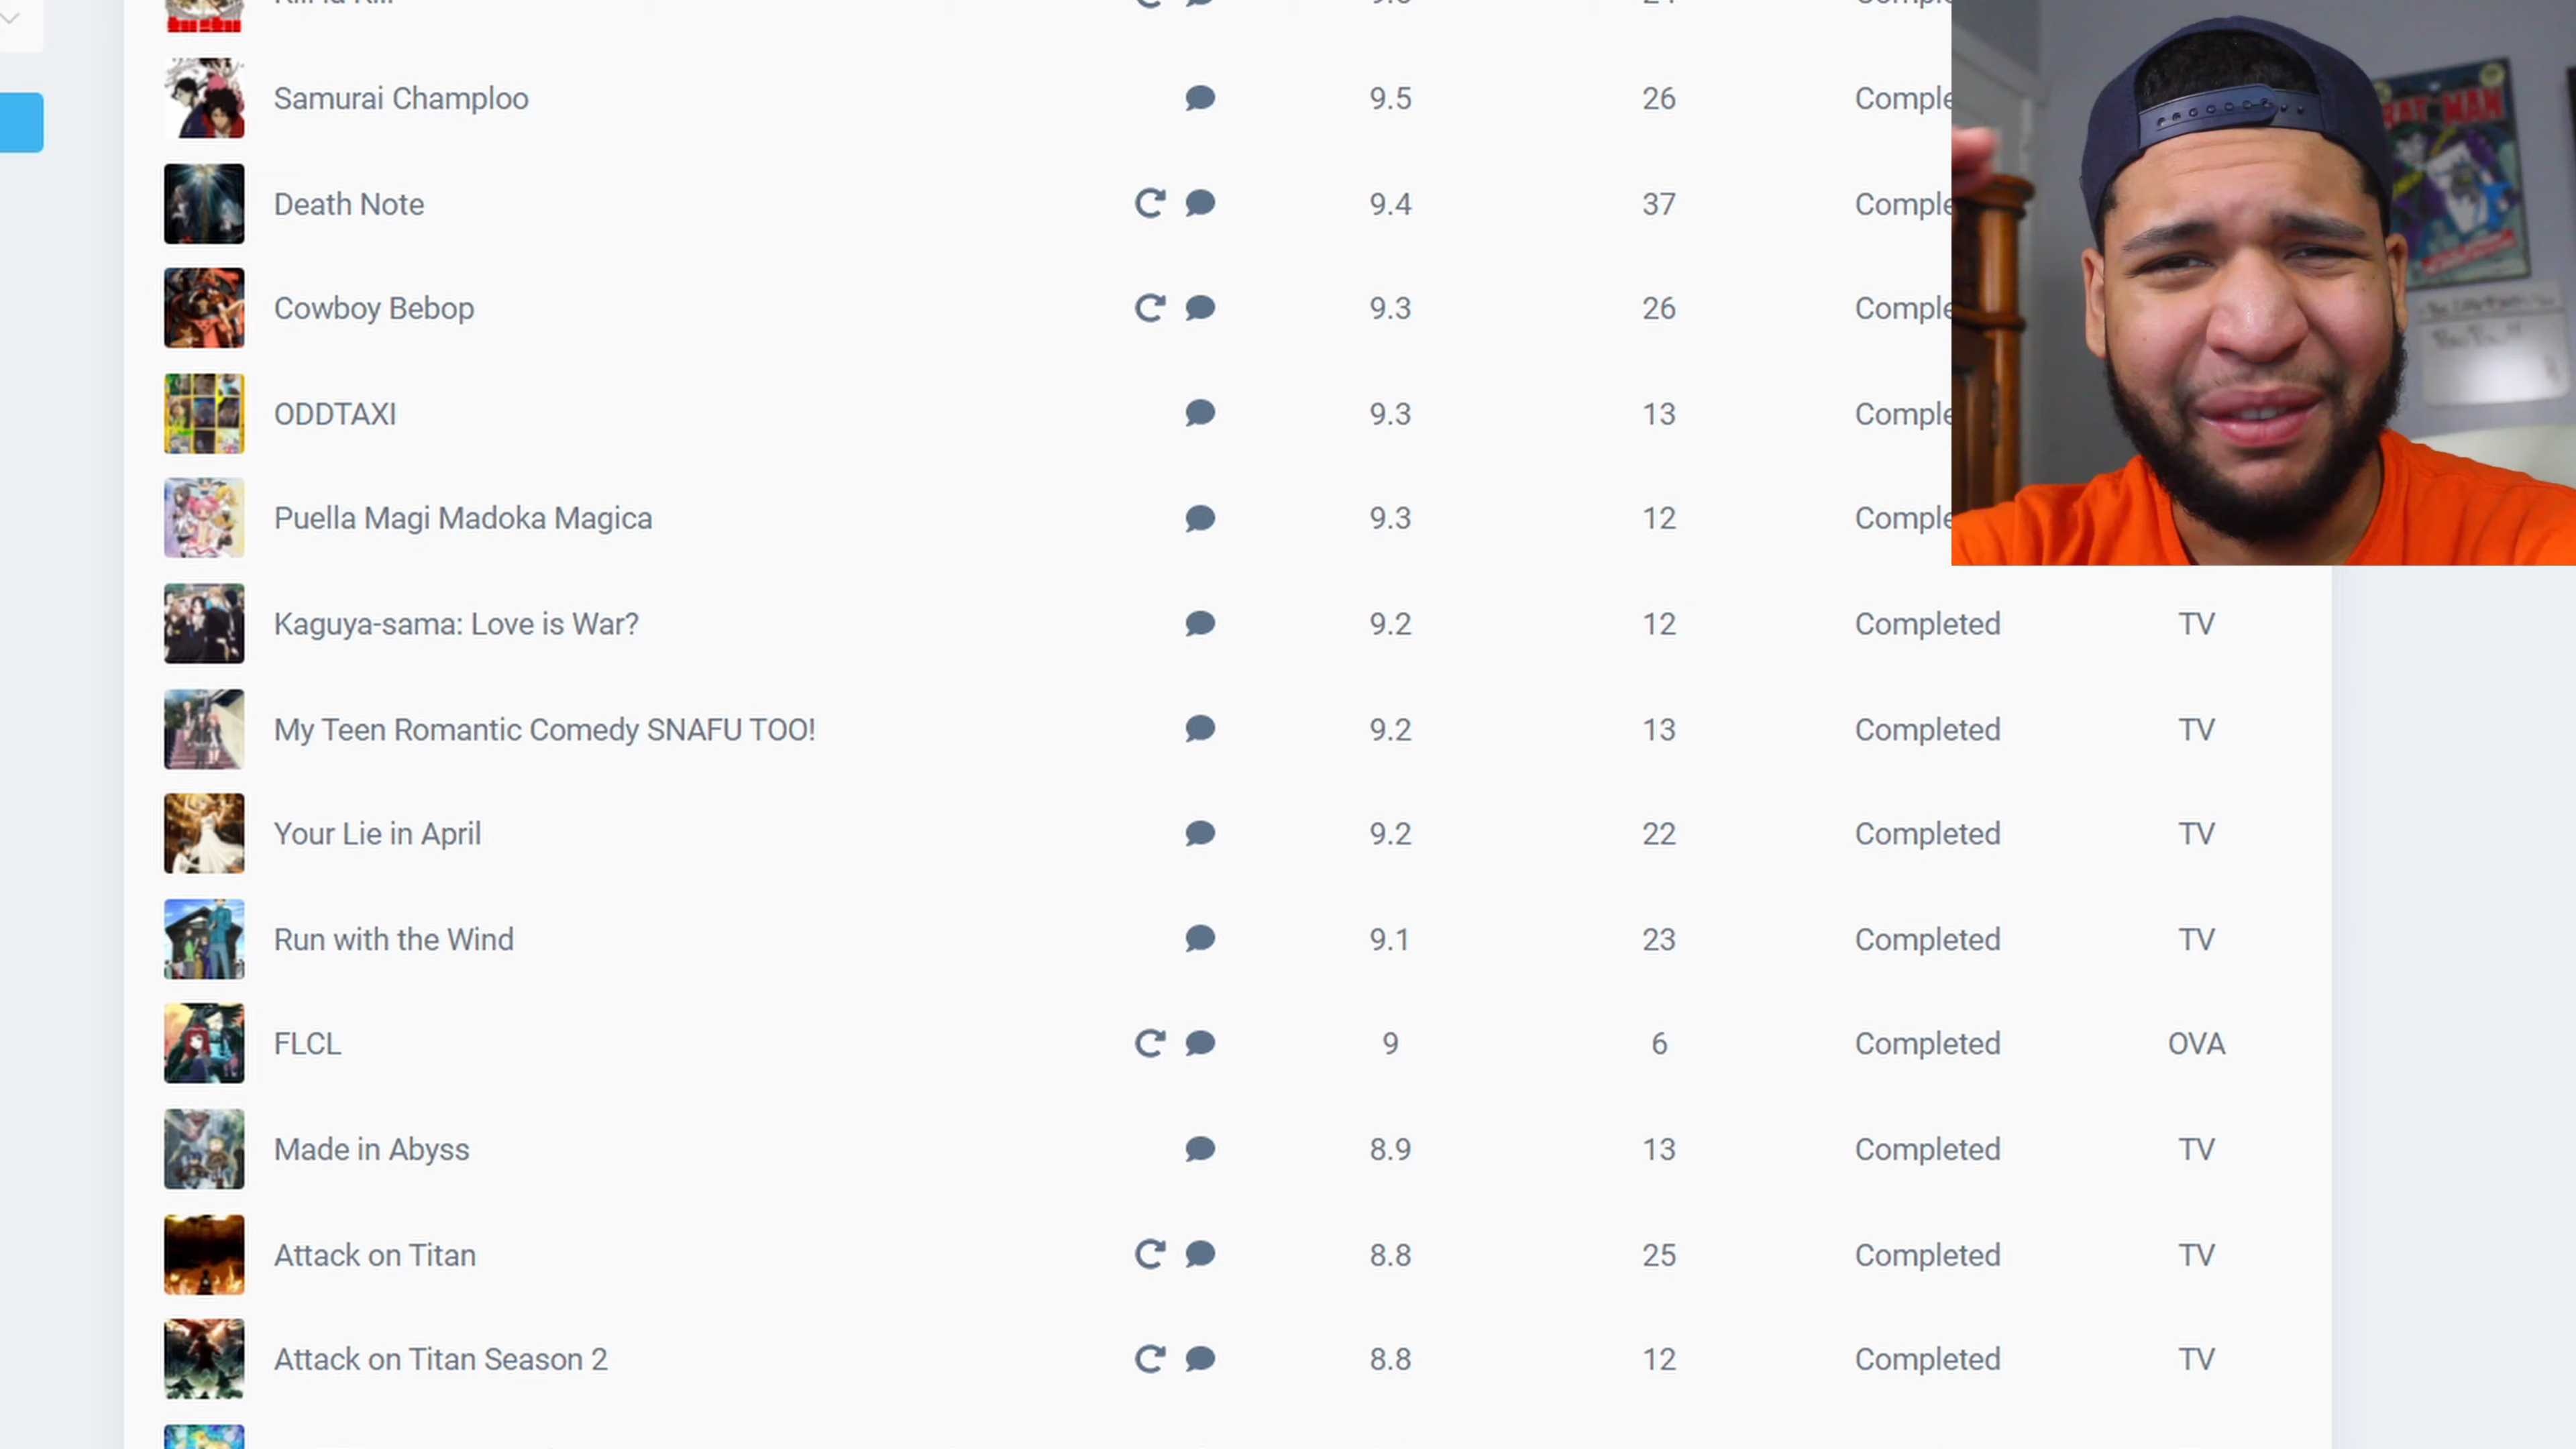 Samurai Champloo 9.5 26 Comple
Death Note 9.4 37 Comple
Cowboy Bebop 9.3 26 Comple
ODDTAXI 9.3 13 Comple
Puella Magi Madoka Magica 9.3 12 Comple
Kaguya-sama: Love is War? 9.2 12 Completed TV
My Teen Romantic Comedy SNAFU TOO! 9.2 13 Completed TV
Your Lie in April 9.2 22 Completed TV
Run with the Wind 9.1 23 Completed TV
FLCL 9 6 Completed OVA
Made in Abyss 8.9 13 Completed TV
Attack on Titan 8.8 25 Completed TV
Attack on Titan Season 2 8.8 12 Completed TV
BATMAN